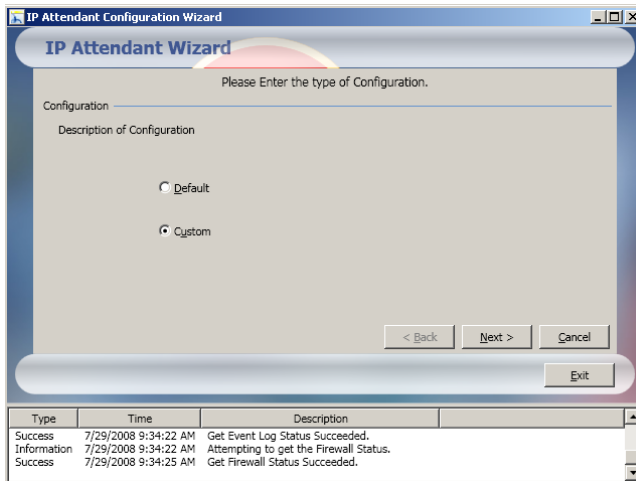 IP Attendant Configuration Wizard
IP Attendant Wizard
Please Enter the type of Configuration.
Configuration
Description of Configuration
Default
Custom
< Back Next > Cancel
Exit
Type Time Description
Success 7/29/2008 9:34:22 AM Get Event Log Status Succeeded.
Information 7/29/2008 9:34:22 AM Attempting to get the Firewall Status.
Success 7/29/2008 9:34:25 AM Get Firewall Status Succeeded.